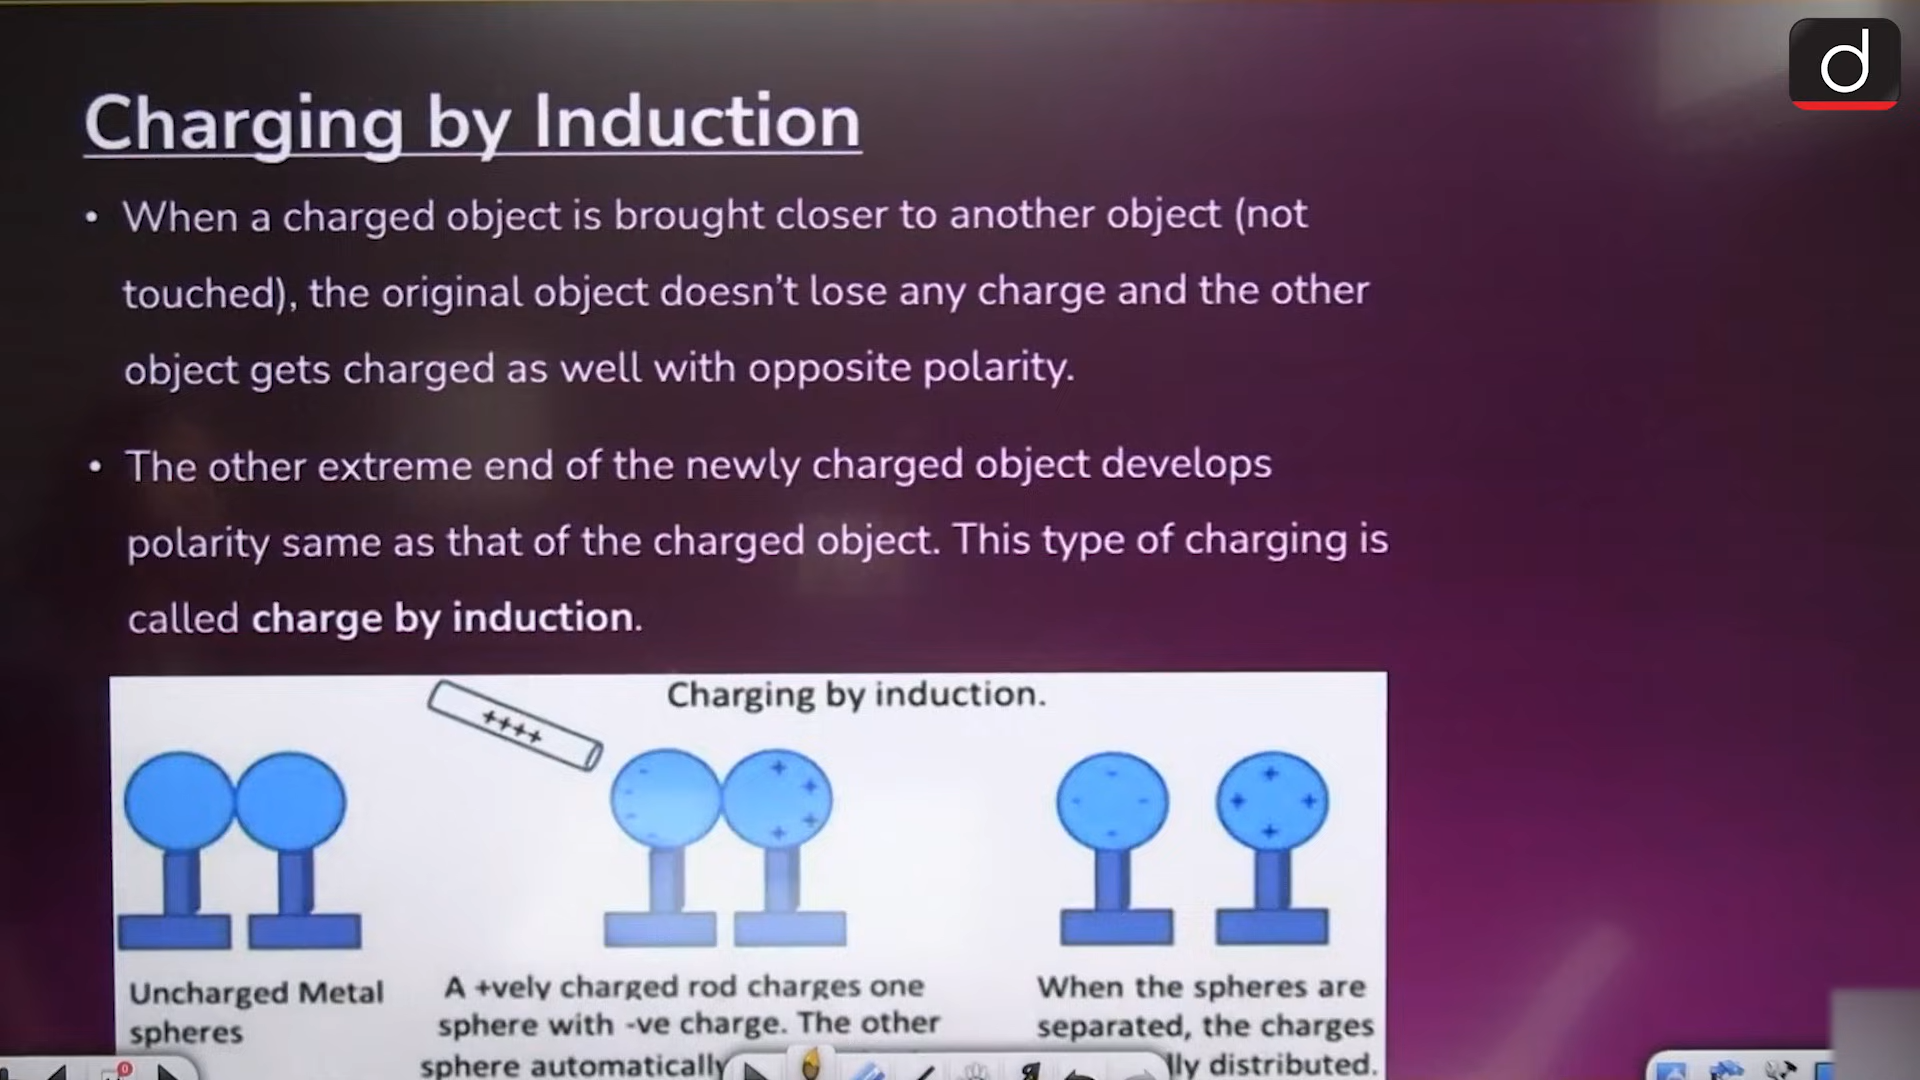 d
Charging by Induction
• When a charged object is brought closer to another object (not
touched), the original object doesn't lose any charge and the other
object gets charged as well with opposite polarity.
• The other extreme end of the newly charged object develops
polarity same as that of the charged object. This type of charging is
called charge by induction.
Charging by induction.
++++
Uncharged Metal
spheres
A +vely charged rod charges one
sphere with -ve charge. The other
sphere automatically
When the spheres are
separated, the charges
lly distributed.
0